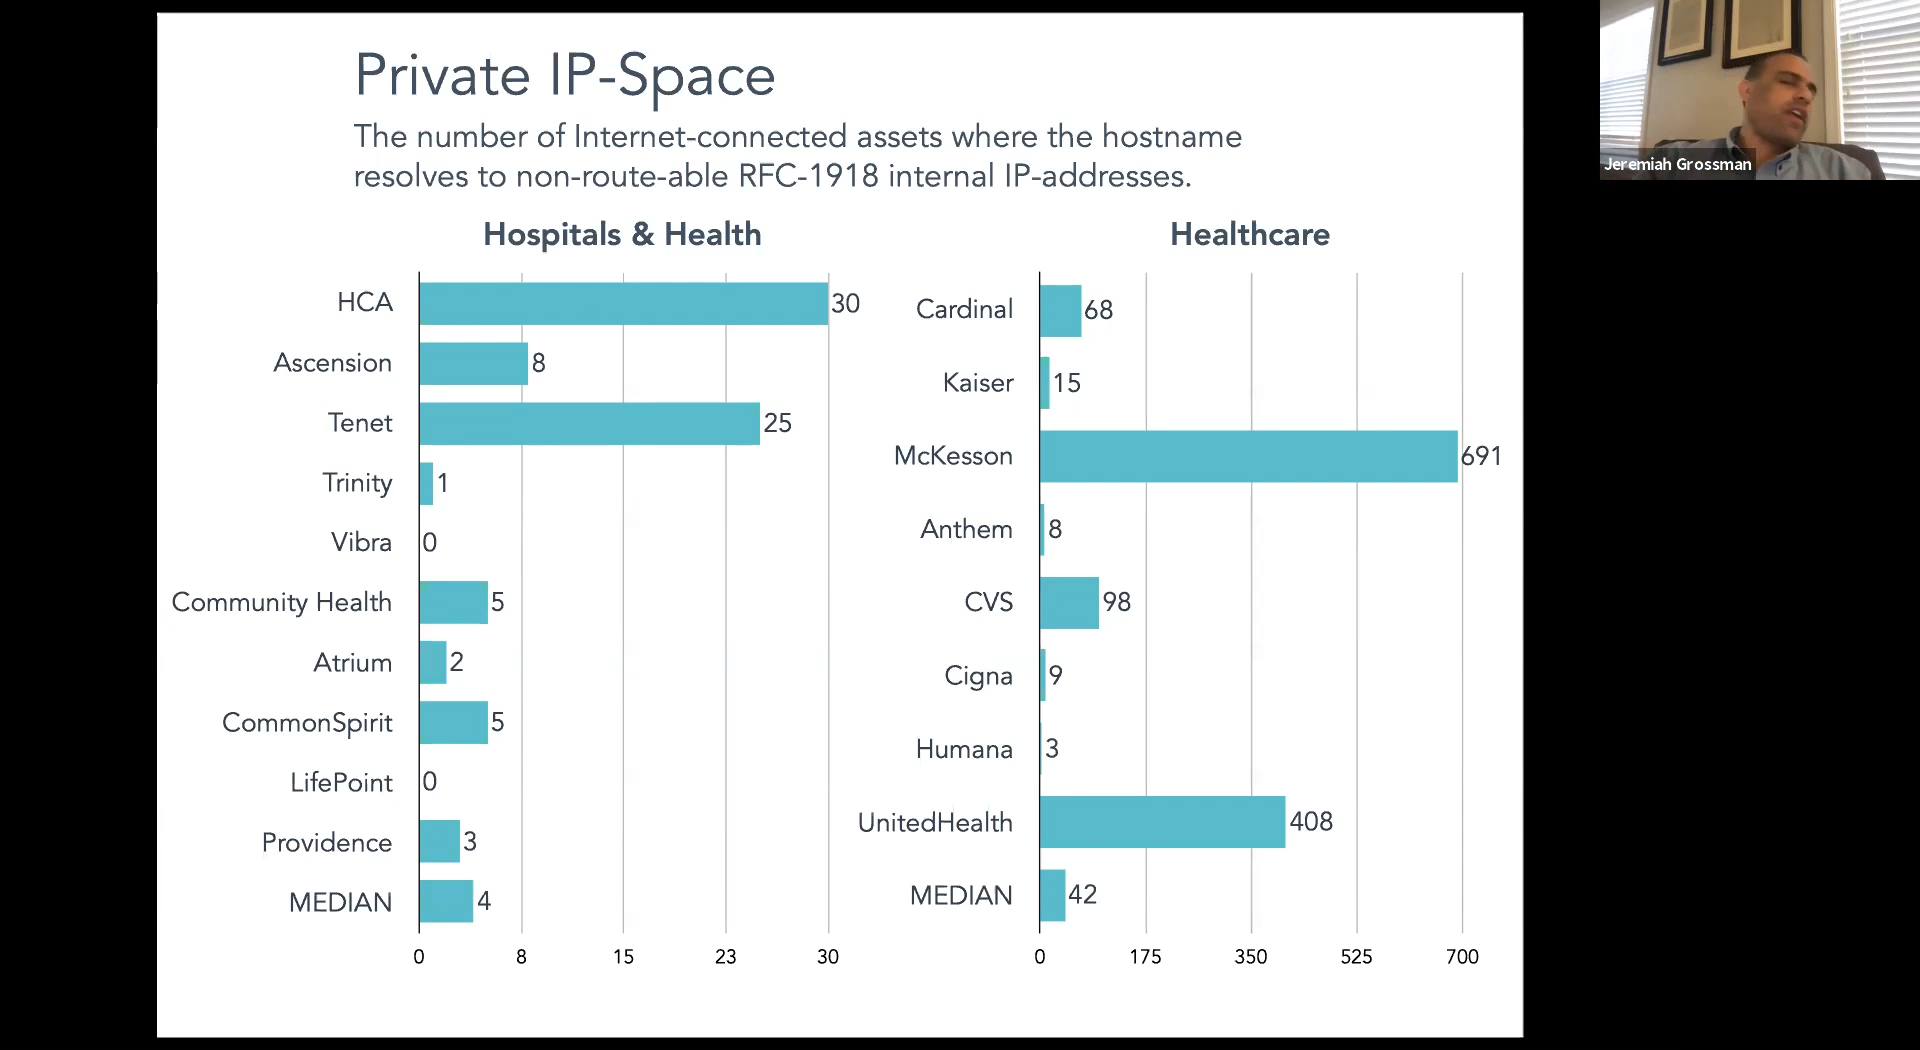 Private IP-Space
The number of Internet-connected assets where the hostname
resolves to non-route-able RFC-1918 internal IP-addresses.
Hospitals & Health
HCA 30
Ascension 8
Tenet 25
Trinity 1
Vibra 0
Community Health 5
Atrium 2
CommonSpirit 5
LifePoint 0
Providence 3
MEDIAN 4
0 8 15 23 30
Healthcare
Cardinal 68
Kaiser 15
McKesson 691
Anthem 8
CVS 98
Cigna 9
Humana 3
UnitedHealth 408
MEDIAN 42
0 175 350 525 700
Jeremiah Grossman